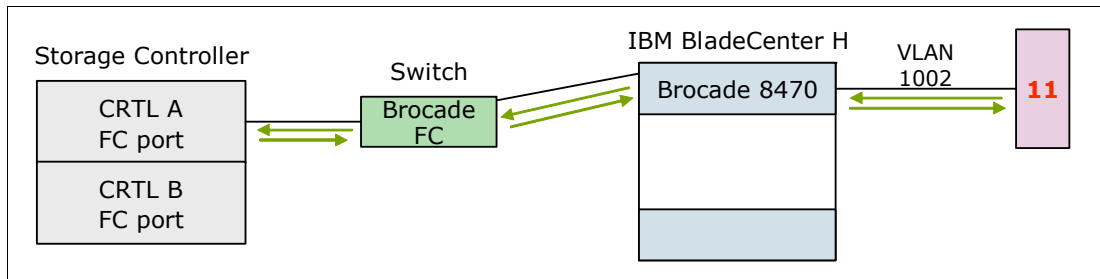 Storage Controller
CRTL A
FC port
CRTL B
FC port
Switch
Brocade
FC
IBM BladeCenter H
Brocade 8470
VLAN
1002
11